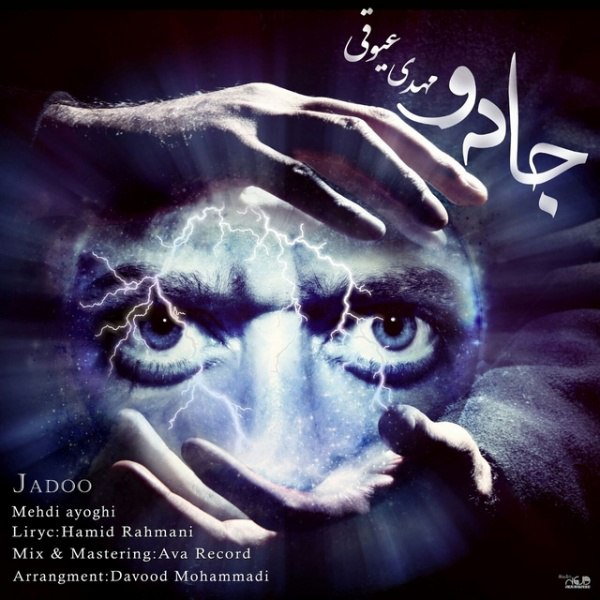 جادو
مهدی عیوقی
JADOO
Mehdi ayoghi
Liryc:Hamid Rahmani
Mix & Mastering:Ava Record
Arrangment:Davood Mohammadi